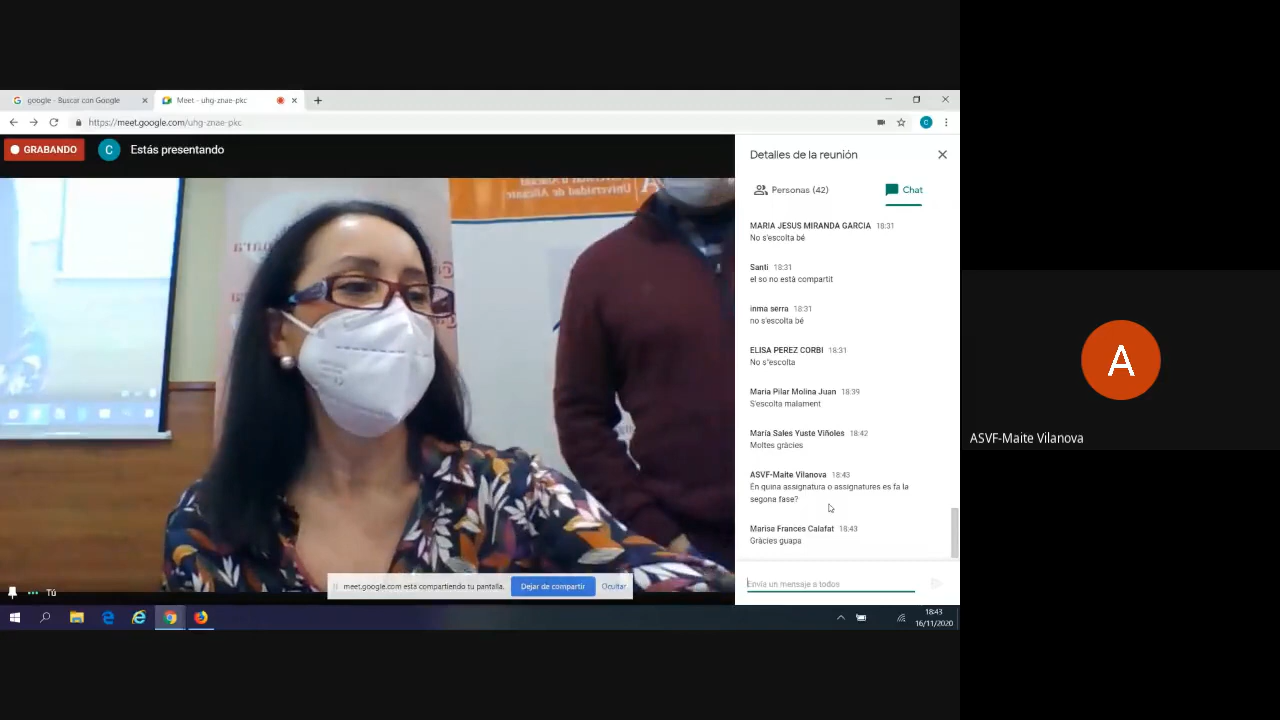 google - Buscar con Google
Meet - uhg-znae-pkc
https://meet.google.com/uhg-znae-pkc
C
GRABANDO
C
Estás presentando
Detalles de la reunión
Personas (42)
Chat
MARIA JESUS MIRANDA GARCIA 18:31
No s'escolta bé
Santi 18:31
el so no està compartit
inma serra 18:31
no s'escolta bé
ELISA PEREZ CORBI 18:31
No s'escolta
Maria Pilar Molina Juan 18:39
S'escolta malament
María Sales Yuste Viñoles 18:42
Moltes gràcies
ASVF-Maite Vilanova 18:43
En quina assignatura o assignatures es fa la
segona fase?
Marisa Frances Calafat 18:43
Gràcies guapa
Envía un mensaje a todos
Universitat d'Alacant
Universidad de Alicante
meet.google.com está compartiendo tu pantalla.
Dejar de compartir
Ocultar
Tú
18:43
16/11/2020
A
ASVF-Maite Vilanova